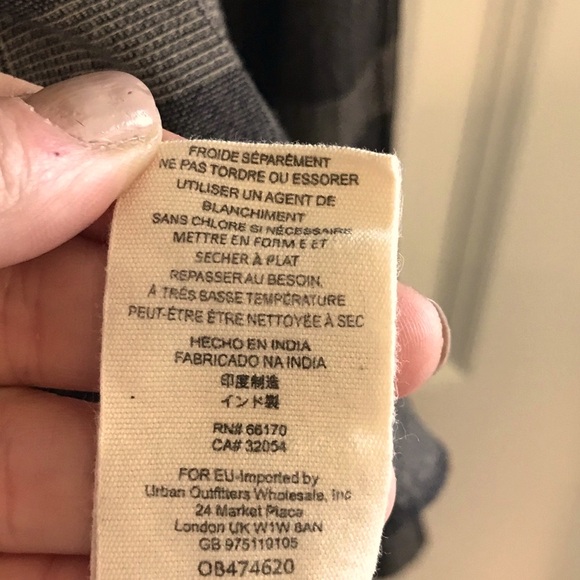 FROIDE SÉPARÉMENT
NE PAS TORDRE OU ESSORER
UTILISER UN AGENT DE
BLANCHIMENT
SANS CHLORE SI NÉCESSAIRE
METTRE EN FORME ET
SECHER À PLAT
REPASSER AU BESOIN,
À TRÉS BASSE TEMPÉRATURE
PEUT-ÉTRE ÊTRE NETTOYÉE À SEC
HECHO EN INDIA
FABRICADO NA INDIA
印度制造
インド製
RN# 66170
CA# 32054
FOR EU-Imported by
Urban Outfitters Wholesale, Inc
24 Market Place
London UK W1W 8AN
GB 975119105
OB474620